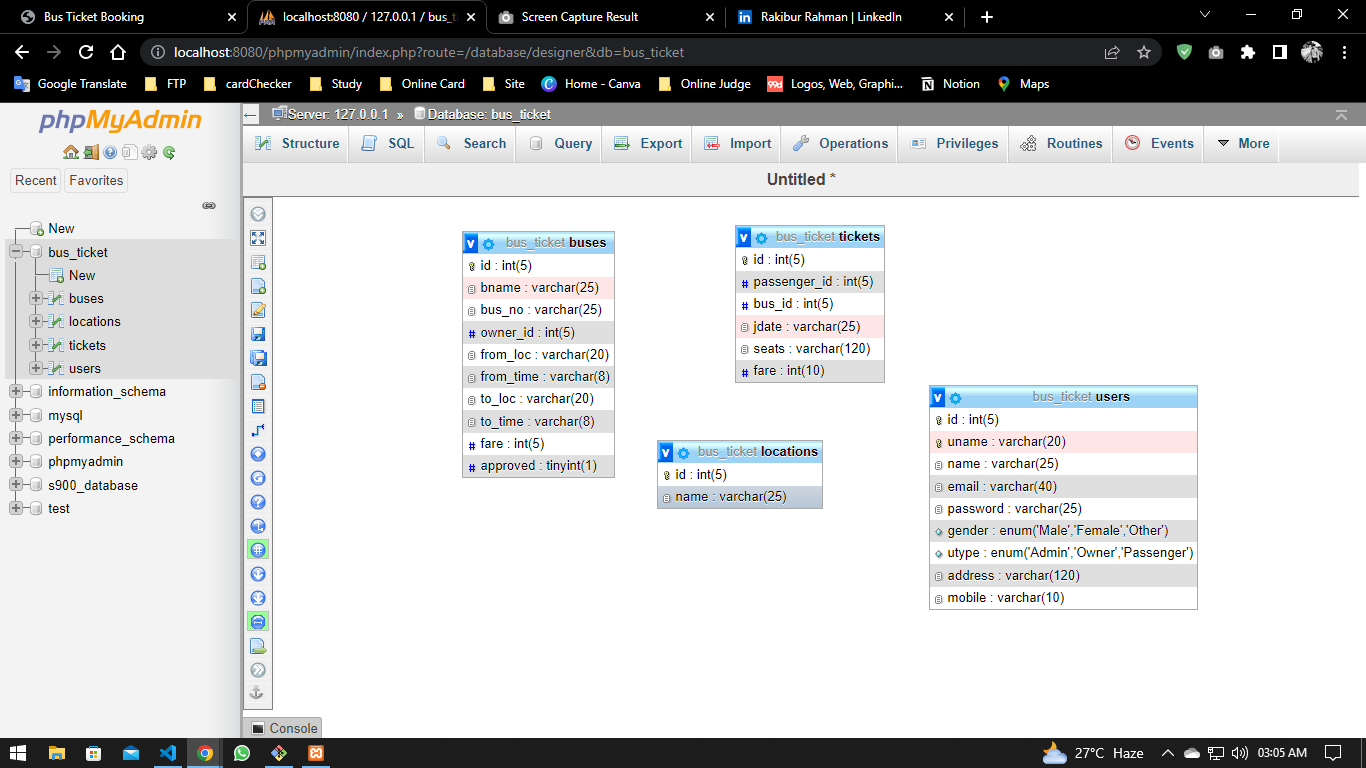 Bus Ticket Booking
localhost:8080 / 127.0.0.1 / bus_t
Screen Capture Result
Rakibur Rahman | LinkedIn
localhost:8080/phpmyadmin/index.php?route=/database/designer&db=bus_ticket
Google Translate FTP cardChecker Study Online Card Site Home - Canva Online Judge Logos, Web, Graphi... Notion Maps
phpMyAdmin
Recent Favorites
New
bus_ticket
New
buses
locations
tickets
users
information_schema
mysql
performance_schema
phpmyadmin
s900_database
test
Server: 127.0.0.1 » Database: bus_ticket
Structure SQL Search Query Export Import Operations Privileges Routines Events More
Untitled *
bus_ticket buses
id : int(5)
bname : varchar(25)
bus_no : varchar(25)
owner_id : int(5)
from_loc : varchar(20)
from_time : varchar(8)
to_loc : varchar(20)
to_time : varchar(8)
fare : int(5)
approved : tinyint(1)
bus_ticket tickets
id : int(5)
passenger_id : int(5)
bus_id : int(5)
jdate : varchar(25)
seats : varchar(120)
fare : int(10)
bus_ticket locations
id : int(5)
name : varchar(25)
bus_ticket users
id : int(5)
uname : varchar(20)
name : varchar(25)
email : varchar(40)
password : varchar(25)
gender : enum('Male','Female','Other')
utype : enum('Admin','Owner','Passenger')
address : varchar(120)
mobile : varchar(10)
Console
27°C Haze 03:05 AM